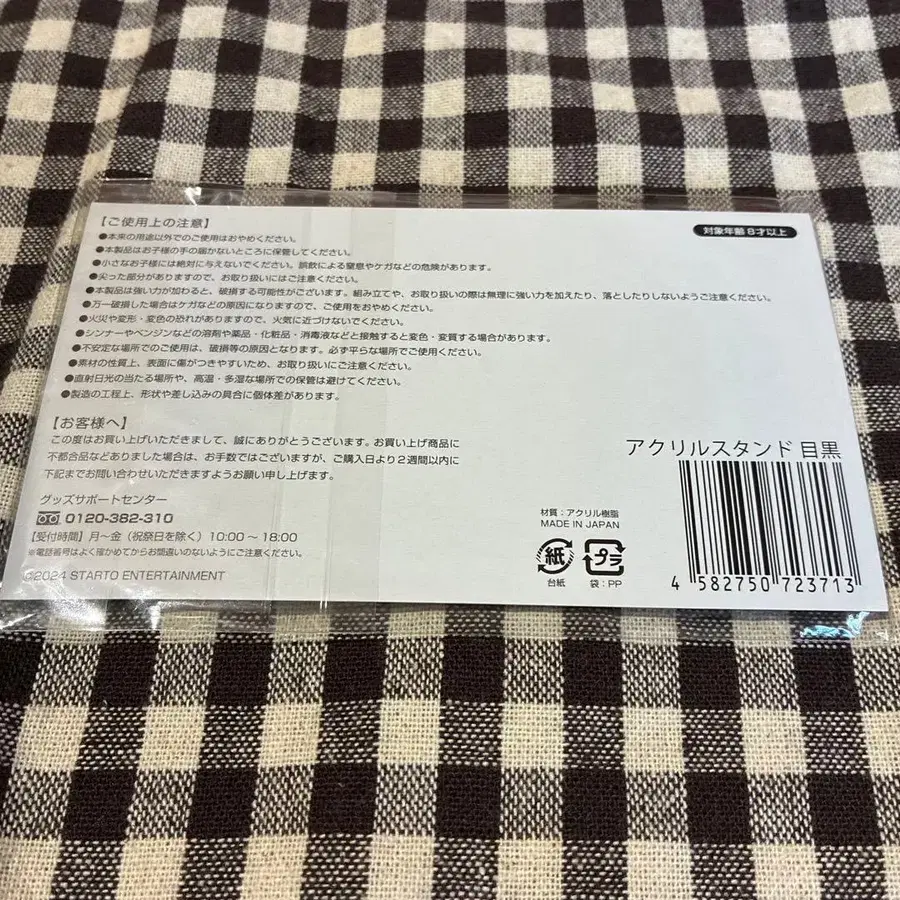 【ご使用上の注意】
対象年齢 8才以上
●本来の用途以外でのご使用はおやめください。
●本製品はお子様の手の届かないところに保管してください。
●小さなお子様には絶対に与えないでください。誤飲による窒息やケガなどの危険があります。
●尖った部分がありますので、お取り扱いにはご注意ください。
●本製品は強い力が加わると、破損する可能性がございます。組み立てや、お取り扱いの際は無理に強い力を加えたり、落としたりしないようご注意ください。
●万一破損した場合はケガなどの原因になりますので、ご使用をおやめください。
●火災や変形・変色の恐れがありますので、火気に近づけないでください。
●シンナーやベンジンなどの溶剤や薬品・化粧品・消毒液などと接触すると変色・変質する場合があります。
●不安定な場所でのご使用は、破損等の原因となります。必ず平らな場所でご使用ください。
●素材の性質上、表面に傷がつきやすいため、お取り扱いにご注意ください。
●直射日光の当たる場所や、高温・多湿な場所での保管は避けてください。
●製造の工程上、形状や差し込みの具合に個体差があります。
【お客様へ】
この度はお買い上げいただきまして、誠にありがとうございます。お買い上げ商品に
不都合品などありました場合は、お手数ではございますが、ご購入日より2週間以内に
下記までお問い合わせいただきますようお願い申し上げます。
グッズサポートセンター
0120-382-310
【受付時間】月～金（祝祭日を除く）10:00～18:00
※電話番号はよく確かめてからお間違いのないようにご注意ください。
©2024 STARTO ENTERTAINMENT
アクリルスタンド 目黒
材質：アクリル樹脂
MADE IN JAPAN
紙
台紙
プラ
袋：PP
4 582750 723713